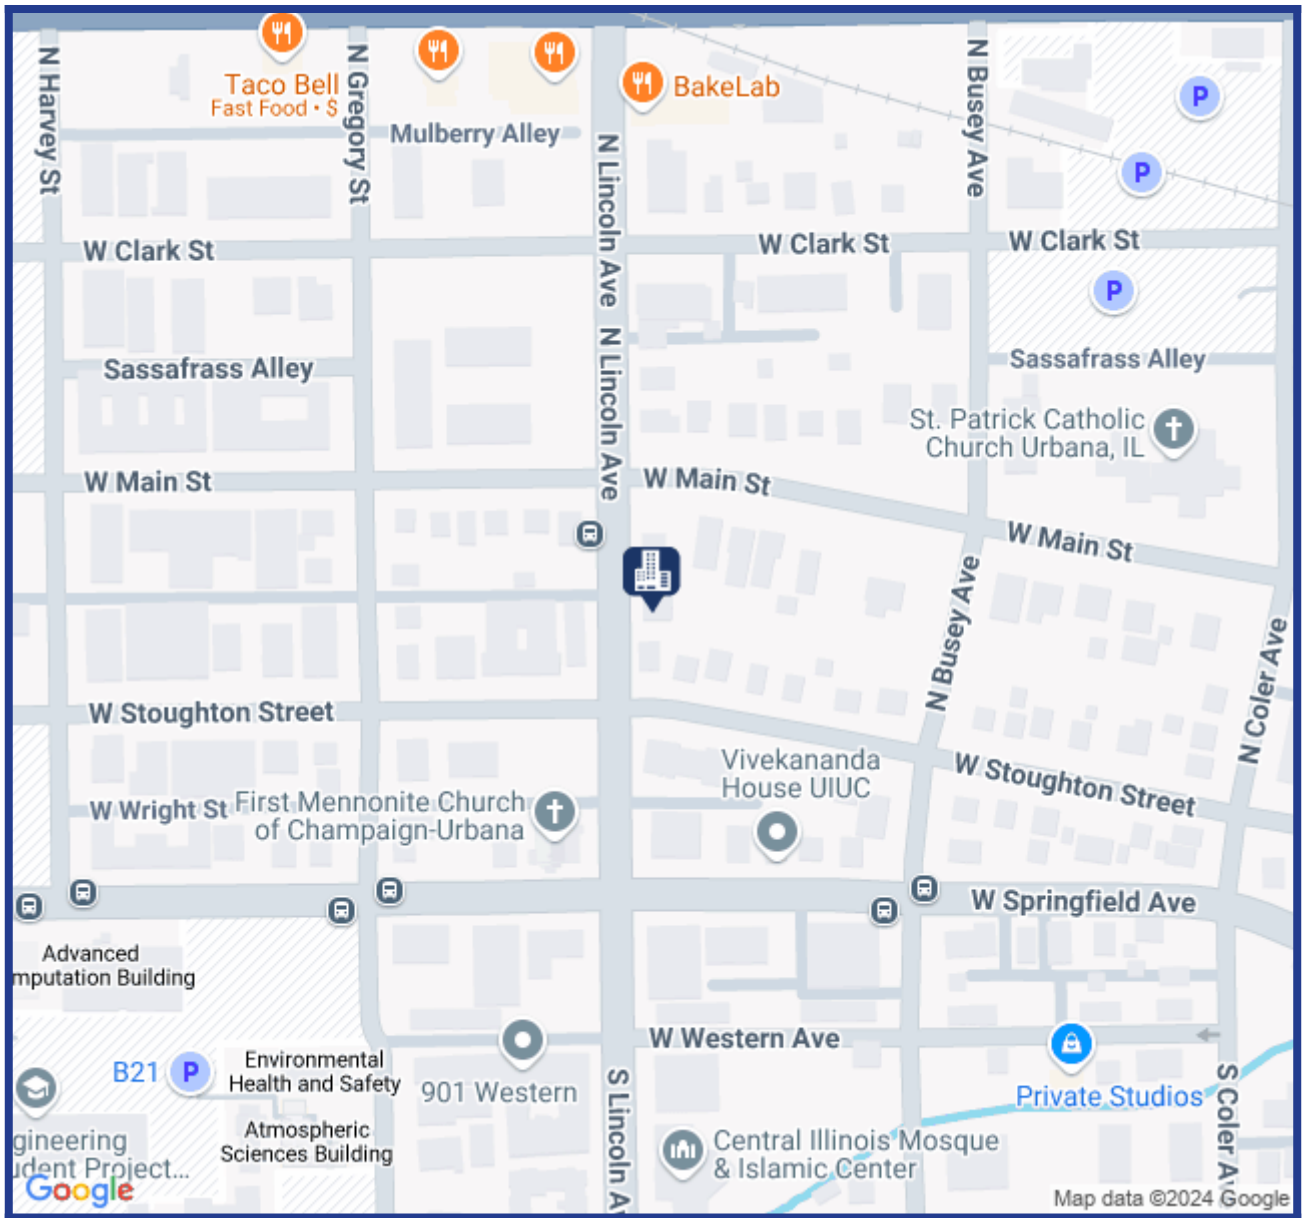 N Harvey St
Taco Bell
Fast Food • $
N Gregory St
Mulberry Alley
BakeLab
N Lincoln Ave
N Busey Ave
P
P
W Clark St
W Clark St
W Clark St
P
N Lincoln Ave
Sassafrass Alley
Sassafrass Alley
St. Patrick Catholic
Church Urbana, IL
W Main St
W Main St
W Main St
N Busey Ave
N Coler Ave
W Stoughton Street
W Stoughton Street
Vivekananda
House UIUC
W Wright St
First Mennonite Church
of Champaign-Urbana
W Springfield Ave
Advanced
mputation Building
W Western Ave
B21
P
Environmental
Health and Safety
901 Western
Private Studios
S Lincoln Av
S Coler Av
Atmospheric
Sciences Building
gineering
udent Project...
Central Illinois Mosque
& Islamic Center
Google
Map data ©2024 Google